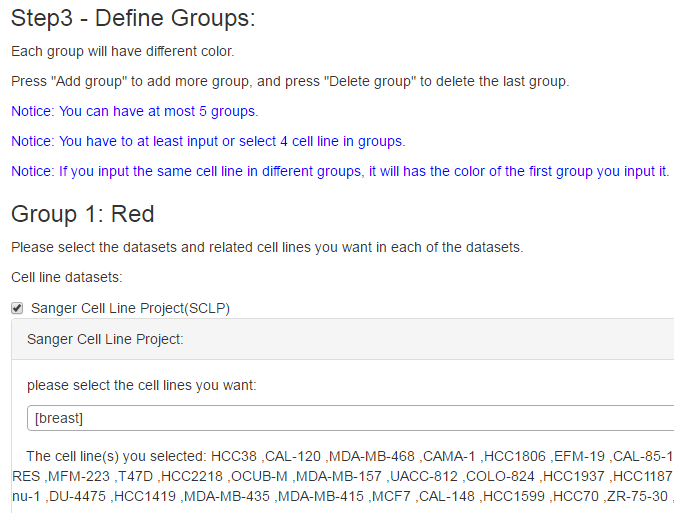 Step3 - Define Groups:
Each group will have different color.
Press "Add group" to add more group, and press "Delete group" to delete the last group.
Notice: You can have at most 5 groups.
Notice: You have to at least input or select 4 cell line in groups.
Notice: If you input the same cell line in different groups, it will has the color of the first group you input it.
Group 1: Red
Please select the datasets and related cell lines you want in each of the datasets.
Cell line datasets:
Sanger Cell Line Project(SCLP)
Sanger Cell Line Project:
please select the cell lines you want:
[breast]
The cell line(s) you selected: HCC38 ,CAL-120 ,MDA-MB-468 ,CAMA-1 ,HCC1806 ,EFM-19 ,CAL-85-1
RES ,MFM-223 ,T47D ,HCC2218 ,OCUB-M ,MDA-MB-157 ,UACC-812 ,COLO-824 ,HCC1937 ,HCC1187
nu-1 ,DU-4475 ,HCC1419 ,MDA-MB-435 ,MDA-MB-415 ,MCF7 ,CAL-148 ,HCC1599 ,HCC70 ,ZR-75-30 ,